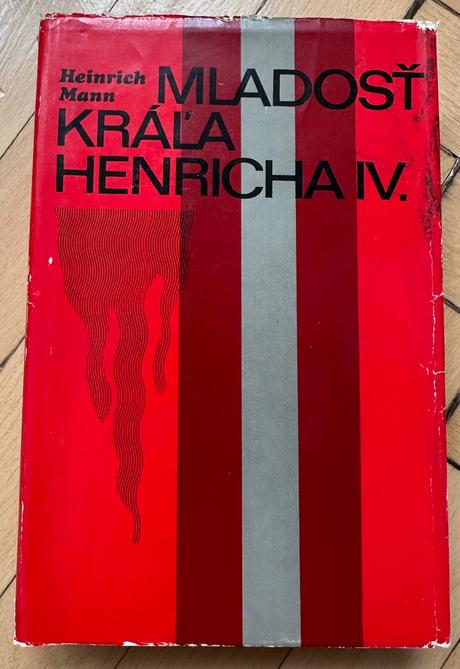 Heinrich
Mann
MLADOSŤ
KRÁĽA
HENRICHA IV.